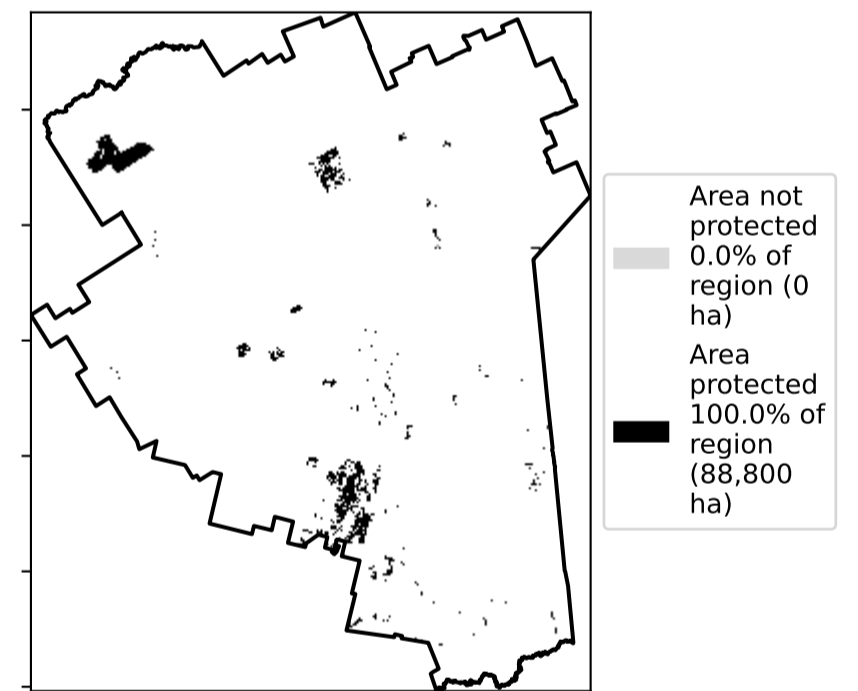 Area not
protected
0.0% of
region (0
ha)
Area
protected
100.0% of
region
(88,800
ha)